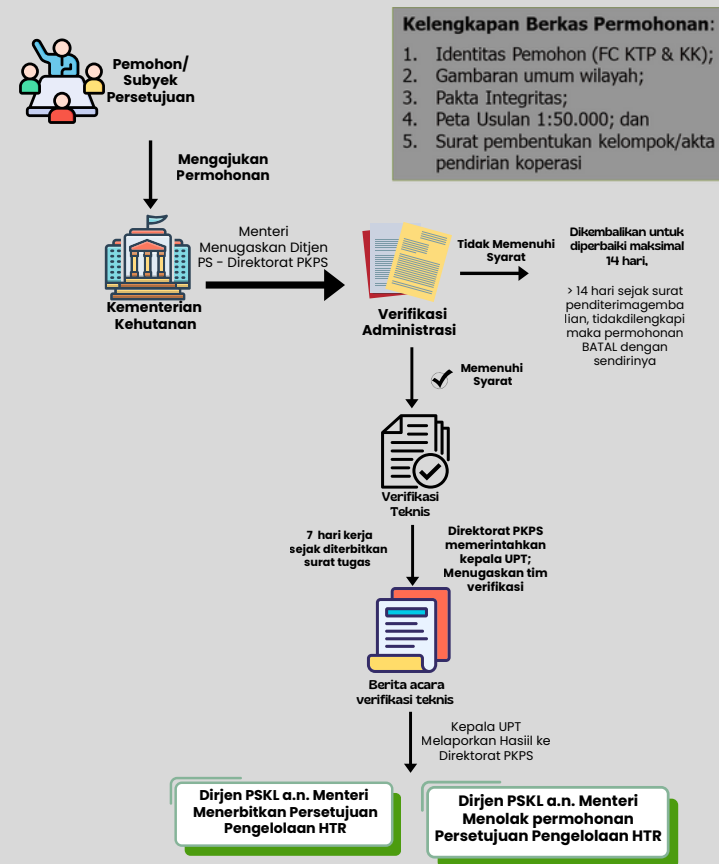 Kelengkapan Berkas Permohonan:
1. Identitas Pemohon (FC KTP & KK);
2. Gambaran umum wilayah;
3. Pakta Integritas;
4. Peta Usulan 1:50.000; dan
5. Surat pembentukan kelompok/akta
pendirian koperasi
Pemohon/
Subyek
Persetujuan
Mengajukan
Permohonan
Kementerian
Kehutanan
Menteri
Menugaskan Ditjen
PS - Direktorat PKPS
Verifikasi
Administrasi
Tidak Memenuhi
Syarat
Dikembalikan untuk
diperbaiki maksimal
14 hari,
> 14 hari sejak surat
penditerimagemba
lian, tidakdilengkapi
maka permohonan
BATAL dengan
sendirinya
Memenuhi
Syarat
Verifikasi
Teknis
7 hari kerja
sejak diterbitkan
surat tugas
Direktorat PKPS
memerintahkan
kepala UPT;
Menugaskan tim
verifikasi
Berita acara
verifikasi teknis
Kepala UPT
Melaporkan Hasiil ke
Direktorat PKPS
Dirjen PSKL a.n. Menteri
Menerbitkan Persetujuan
Pengelolaan HTR
Dirjen PSKL a.n. Menteri
Menolak permohonan
Persetujuan Pengelolaan HTR